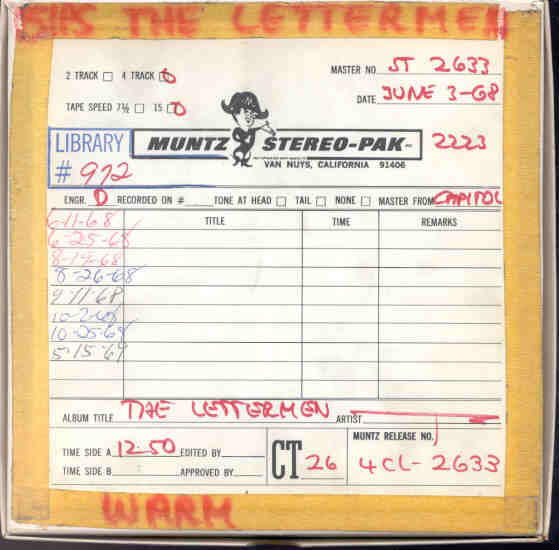 THE LETTERMEN
2 TRACK 4 TRACK MASTER NO. ST 2633
TAPE SPEED 7½ 15 DATE JUNE 3-68
LIBRARY MUNTZ STEREO-PAK 2223
# 972 VAN NUYS, CALIFORNIA 91406
ENGR. D RECORDED ON # TONE AT HEAD TAIL NONE MASTER FROM CAPITOL
6-11-68 TITLE TIME REMARKS
6-25-68
8-19-68
8-26-68
9-11-68
10-2-68
10-25-68
5-15-69
ALBUM TITLE THE LETTERMEN ARTIST
TIME SIDE A 12:50 EDITED BY CT 26 MUNTZ RELEASE NO.
TIME SIDE B APPROVED BY 4CL-2633
WARM